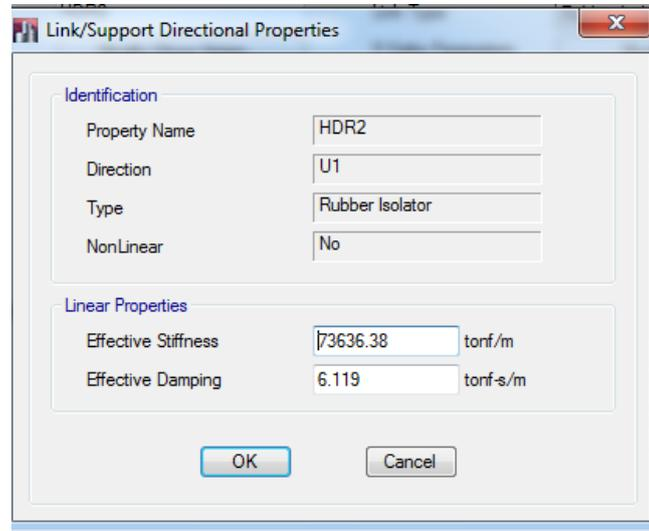 Link/Support Directional Properties
Identification
Property Name HDR2
Direction U1
Type Rubber Isolator
NonLinear No
Linear Properties
Effective Stiffness 73636.38 tonf/m
Effective Damping 6.119 tonf-s/m
OK Cancel